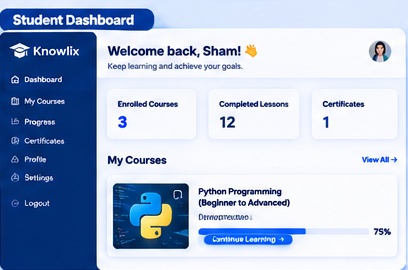 Student Dashboard
Knowlix
Dashboard
My Courses
Progress
Certificates
Profile
Settings
Logout
Welcome back, Sham!
Keep learning and achieve your goals.
Enrolled Courses
3
Completed Lessons
12
Certificates
1
My Courses
View All →
Python Programming
(Beginner to Advanced)
75%
Continue Learning →